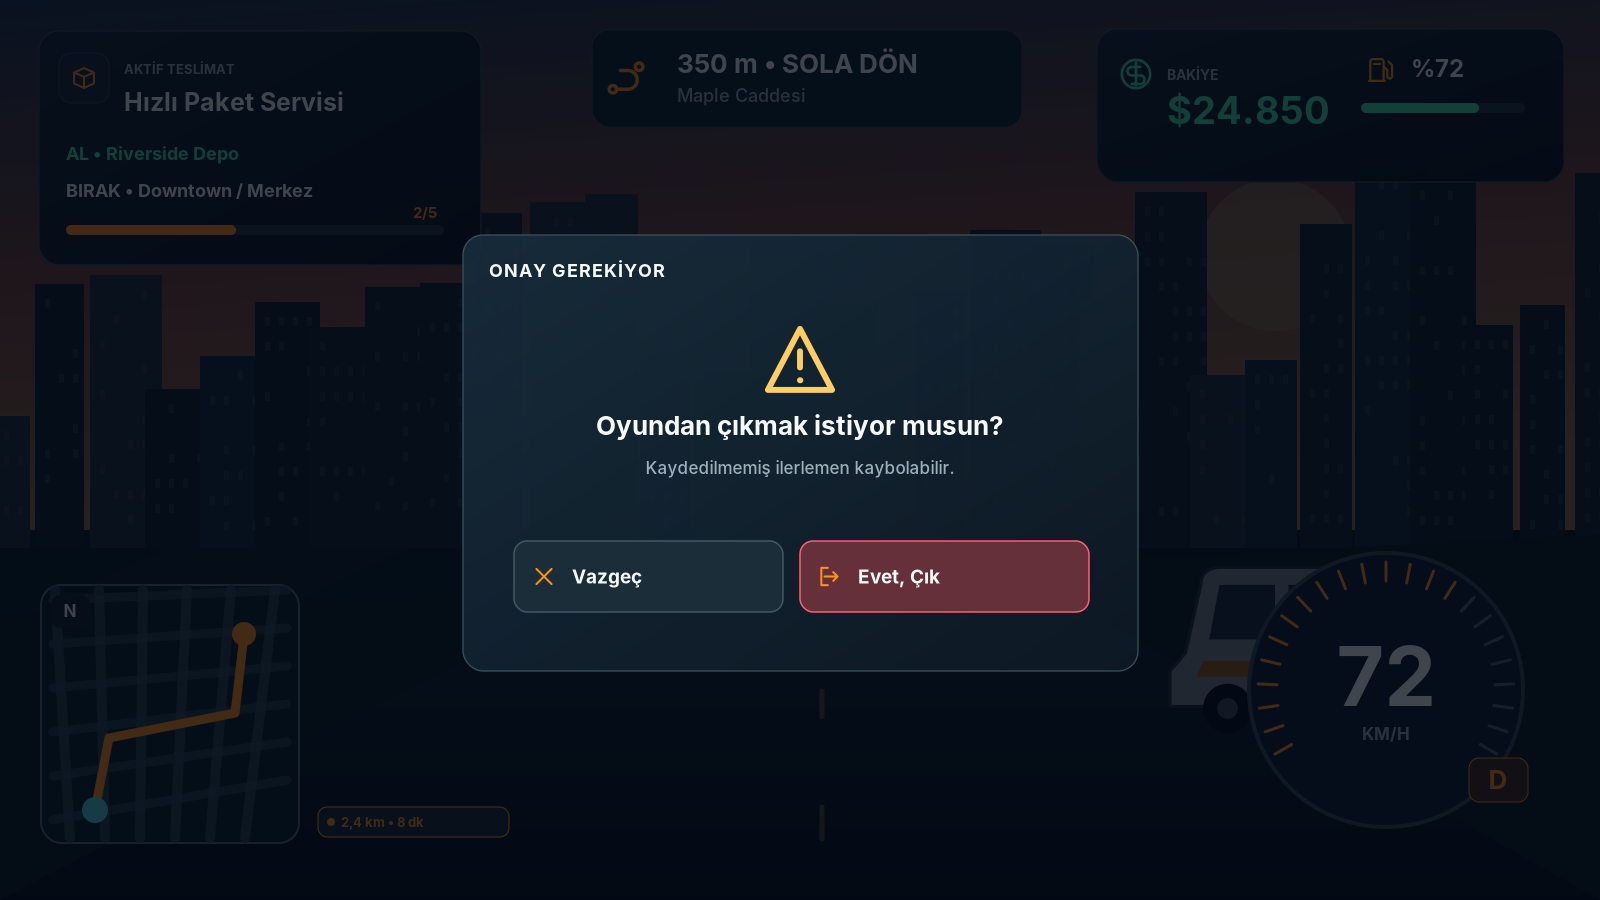 AKTİF TESLİMAT
Hızlı Paket Servisi
AL • Riverside Depo
BIRAK • Downtown / Merkez
2/5
350 m • SOLA DÖN
Maple Caddesi
BAKİYE
$24.850
%72
ONAY GEREKİYOR
Oyundan çıkmak istiyor musun?
Kaydedilmemiş ilerlemen kaybolabilir.
Vazgeç
Evet, Çık
N
2,4 km • 8 dk
72
KM/H
D